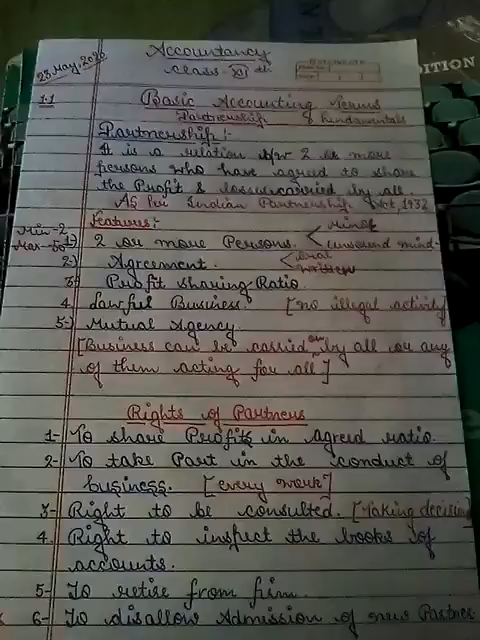 Accountancy
23, May, 2020
class - XII th.
1.1 Basic Accounting Terms
Partnership & Fundamentals
Partnership !-
It is a relation b/w 2 or more
persons who have agreed to share
the Profit & losses carried by all.
As per Indian Partnership Act, 1932
Features:-
Min-2
Max-50
1) 2 or more Persons. < Minor
unsound mind-
2-) Agreement. < oral
written
3- Profit sharing Ratio.
4. Lawful Business. [no illegal activity
5-) Mutual Agency.
[Business can be carried on by all or any
of them acting for all]
Rights of Partners
1- To share Profits in agreed ratio.
2- To take Part in the conduct of
business. [every work]
3- Right to be consulted. [Making decision
4. Right to inspect the books of
accounts.
5- To retire from firm.
6- To disallow Admission of new Partner
DITION